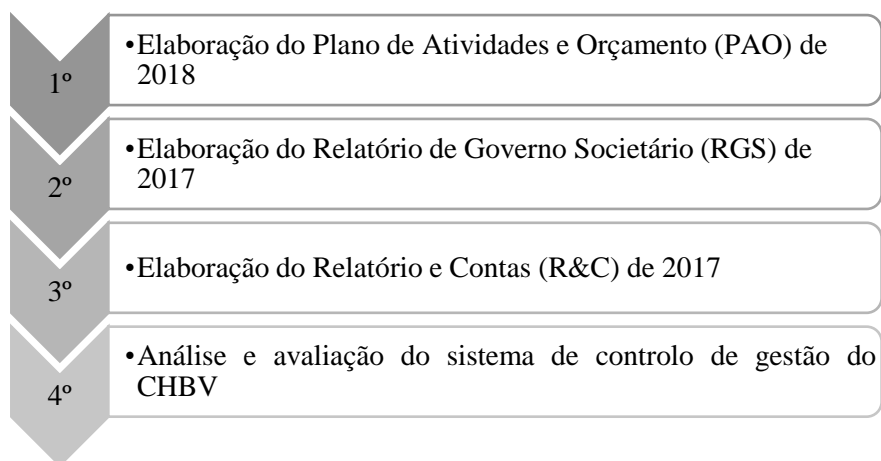 1º
•Elaboração do Plano de Atividades e Orçamento (PAO) de
2018
2º
•Elaboração do Relatório de Governo Societário (RGS) de
2017
3º
•Elaboração do Relatório e Contas (R&C) de 2017
4º
•Análise e avaliação do sistema de controlo de gestão do
CHBV